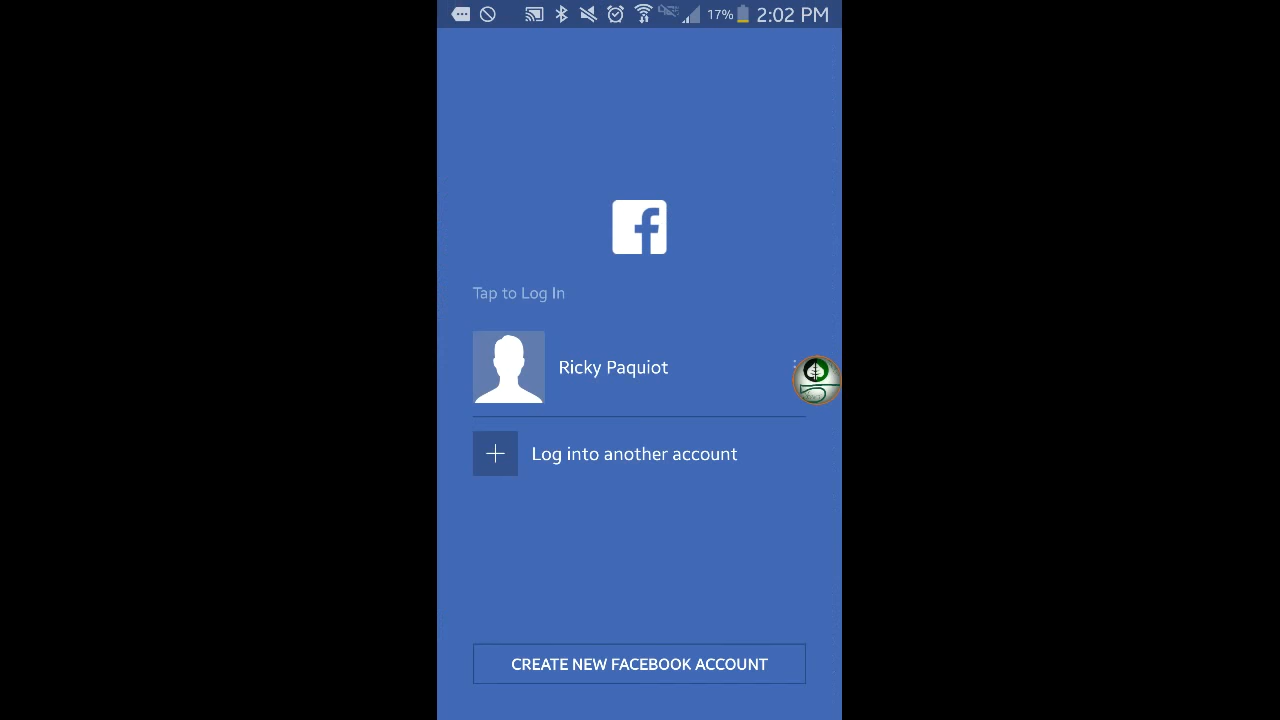 17% 2:02 PM
Tap to Log In
Ricky Paquiot
Log into another account
CREATE NEW FACEBOOK ACCOUNT